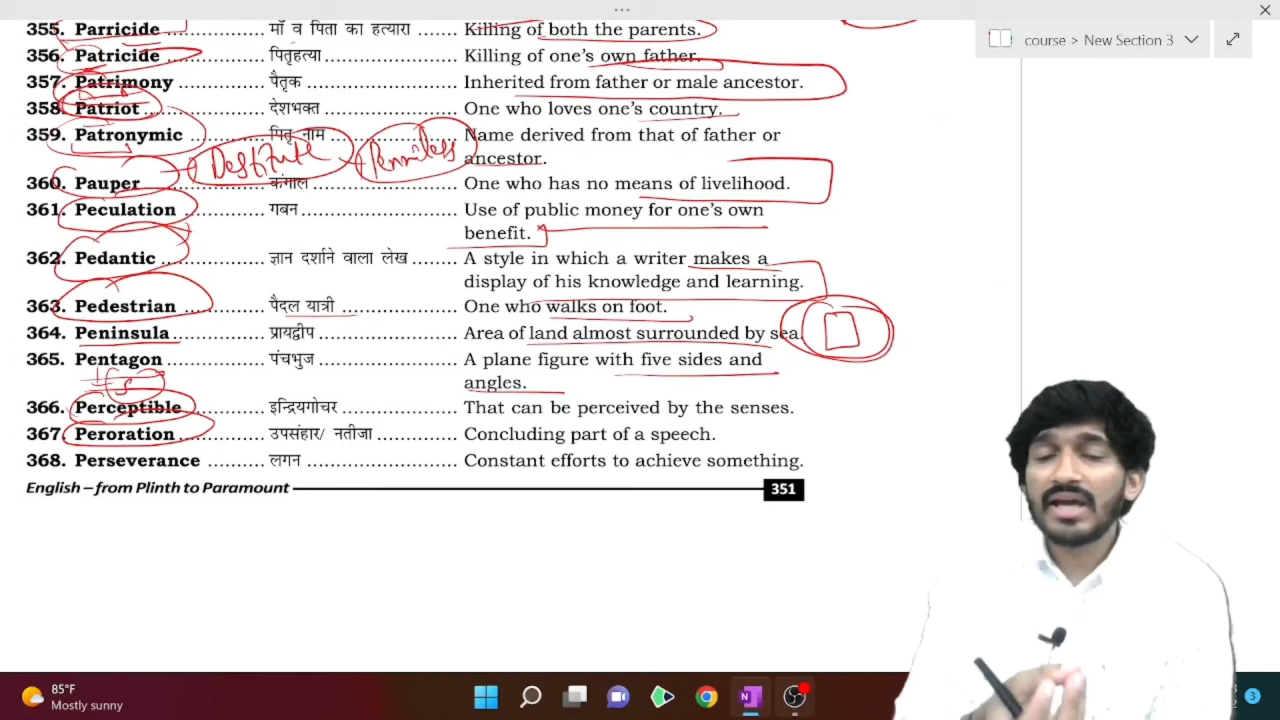 course > New Section 3
355. Parricide .................. माँ व पिता का हत्यारा ....... Killing of both the parents.
356. Patricide .................. पितृहत्या........................ Killing of one's own father.
357. Patrimony ................ पैतृक ............................. Inherited from father or male ancestor.
358. Patriot ..................... देशभक्त ......................... One who loves one's country.
359. Patronymic .............. पितृ नाम ........................ Name derived from that of father or
ancestor.
Destitute Penniless
360. Pauper ..................... कंगाल ........................... One who has no means of livelihood.
361. Peculation ............... गबन............................. Use of public money for one's own
benefit.
362. Pedantic .................. ज्ञान दर्शाने वाला लेख ........ A style in which a writer makes a
display of his knowledge and learning.
363. Pedestrian ............... पैदल यात्री ..................... One who walks on foot.
364. Peninsula ................. प्रायद्वीप ........................ Area of land almost surrounded by sea.
365. Pentagon .................. पंचभुज ......................... A plane figure with five sides and
angles.
5
366. Perceptible .............. इन्द्रियगोचर .................... That can be perceived by the senses.
367. Peroration ................ उपसंहार/ नतीजा .............. Concluding part of a speech.
368. Perseverance .......... लगन ............................. Constant efforts to achieve something.
English – from Plinth to Paramount 351
85°F
Mostly sunny
3